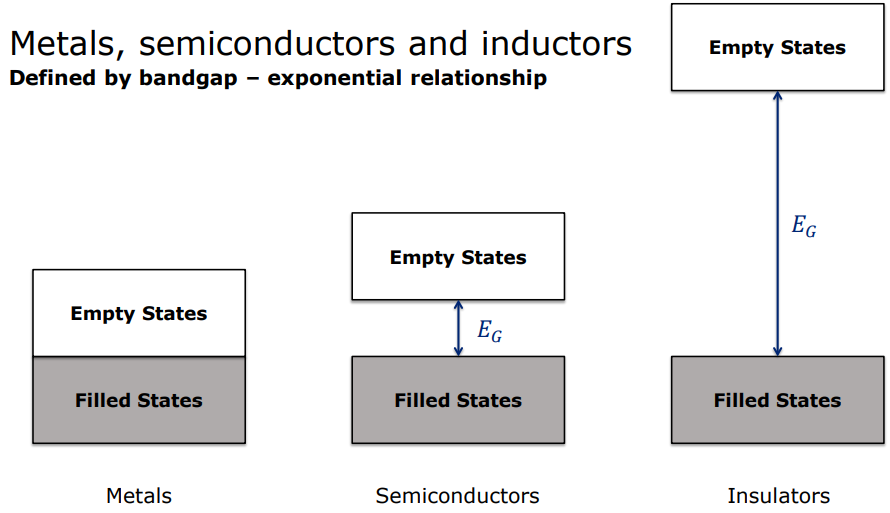 Metals, semiconductors and inductors
Defined by bandgap – exponential relationship
Empty States
Empty States
Empty States
E_G
E_G
Filled States
Filled States
Filled States
Metals
Semiconductors
Insulators